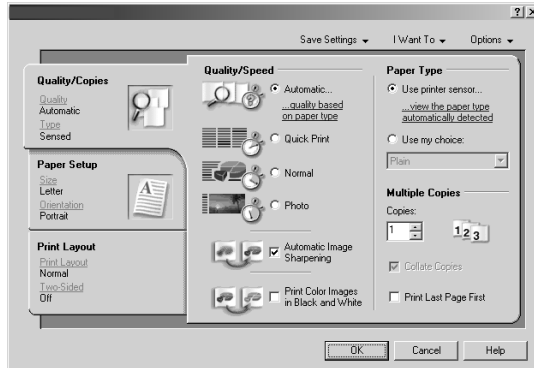 Save Settings
I Want To
Options
Quality/Copies
Quality
Automatic
Type
Sensed
Paper Setup
Size
Letter
Orientation
Portrait
A
Print Layout
Print Layout
Normal
Two-Sided
Off
Quality/Speed
Automatic...
...quality based
on paper type
Quick Print
Normal
Photo
Automatic Image
Sharpening
Print Color Images
in Black and White
Paper Type
Use printer sensor...
...view the paper type
automatically detected
Use my choice:
Plain
Multiple Copies
Copies:
1
1 2 3
Collate Copies
Print Last Page First
OK
Cancel
Help